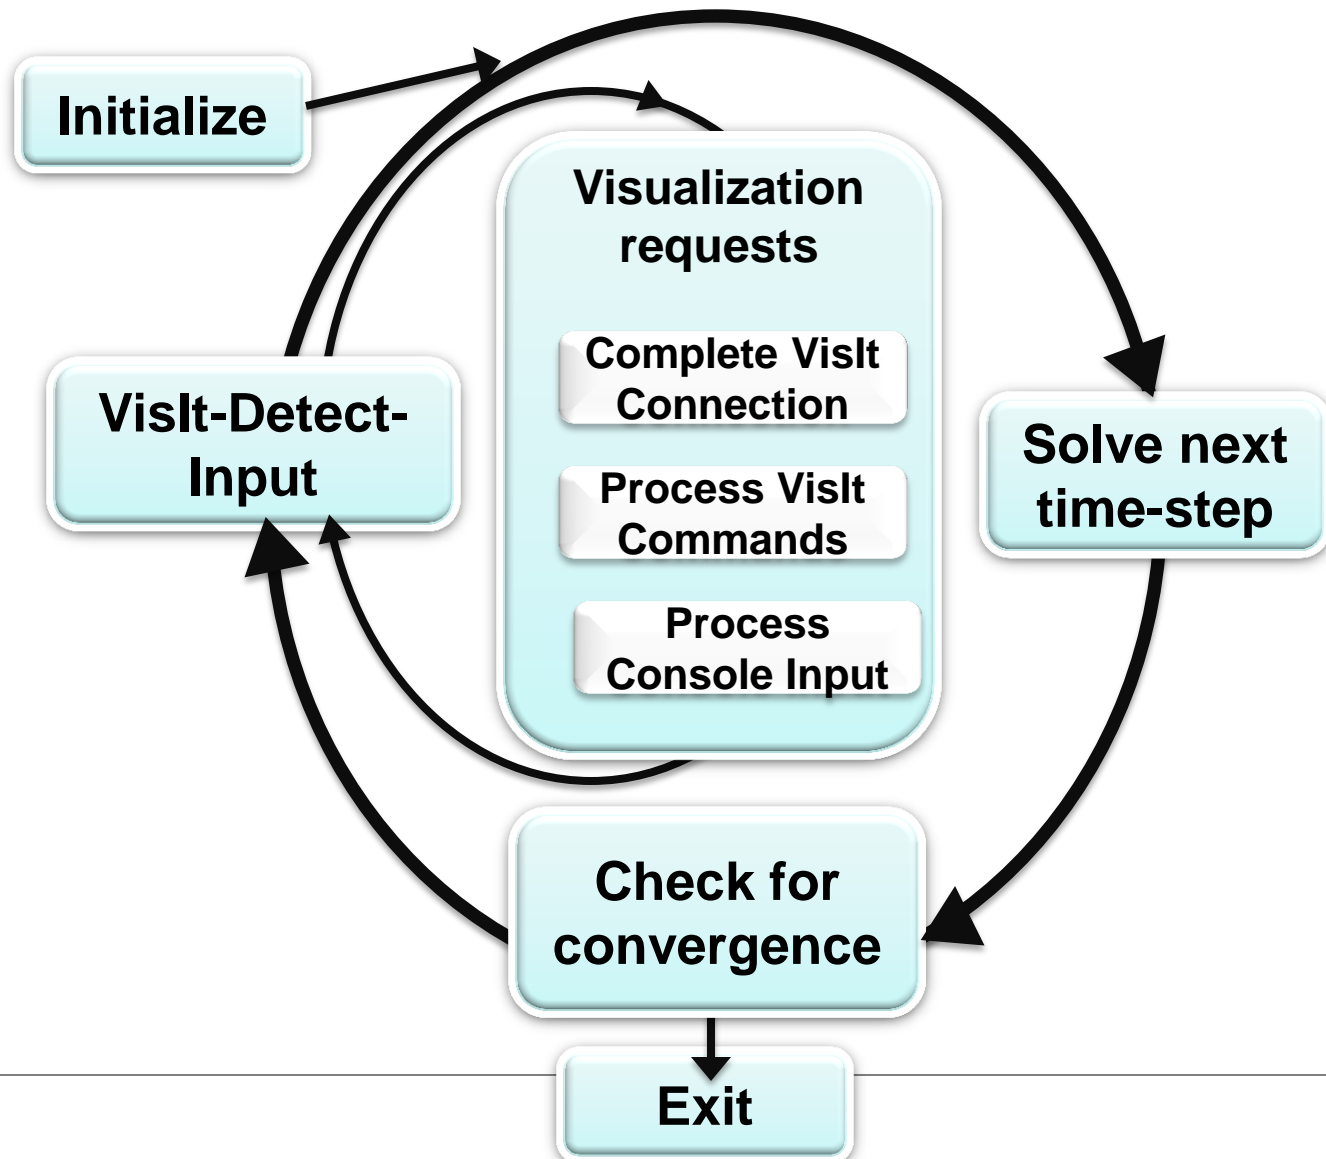 Initialize
Visualization
requests
Complete VisIt
Connection
Process VisIt
Commands
Process
Console Input
VisIt-Detect-
Input
Solve next
time-step
Check for
convergence
Exit